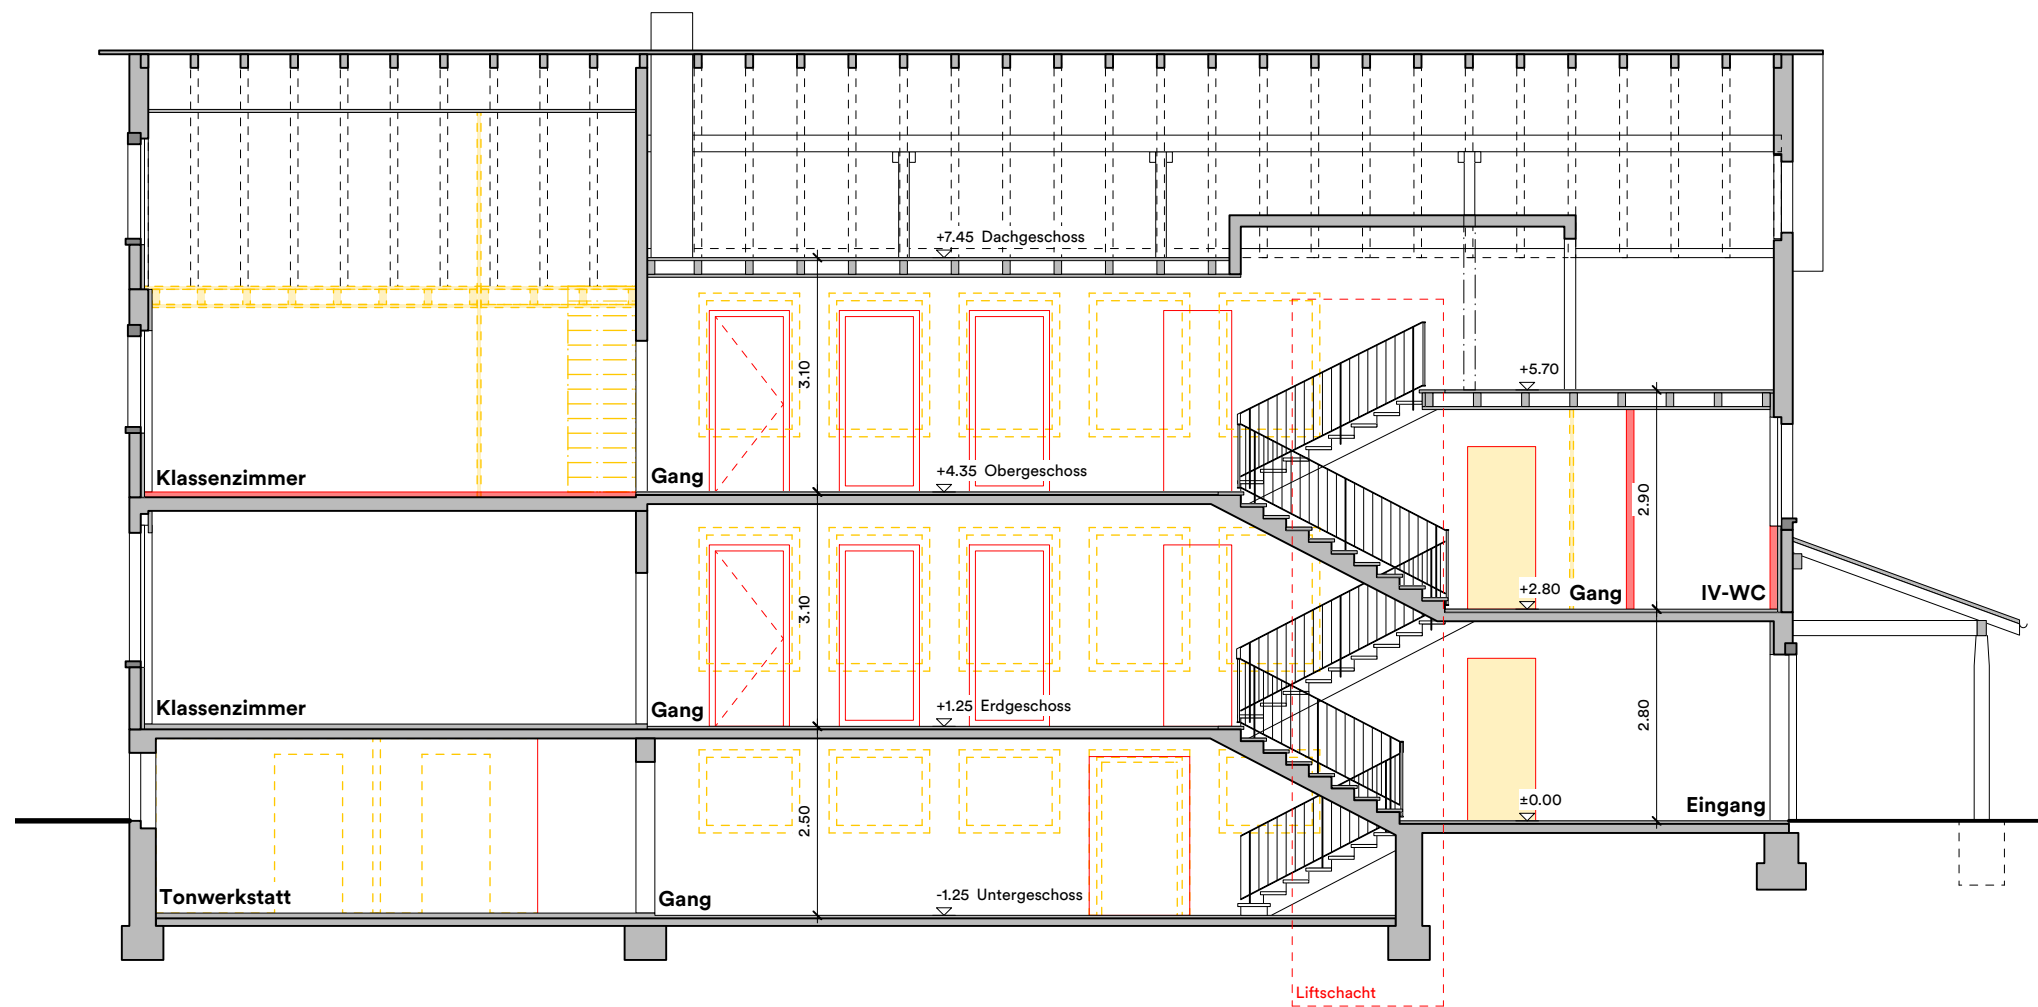 +7.45 Dachgeschoss
3.10
+5.70
Klassenzimmer
Gang
+4.35 Obergeschoss
2.90
3.10
+2.80
Gang
IV-WC
Klassenzimmer
Gang
+1.25 Erdgeschoss
2.80
2.50
±0.00
Eingang
Tonwerkstatt
Gang
-1.25 Untergeschoss
Liftschacht